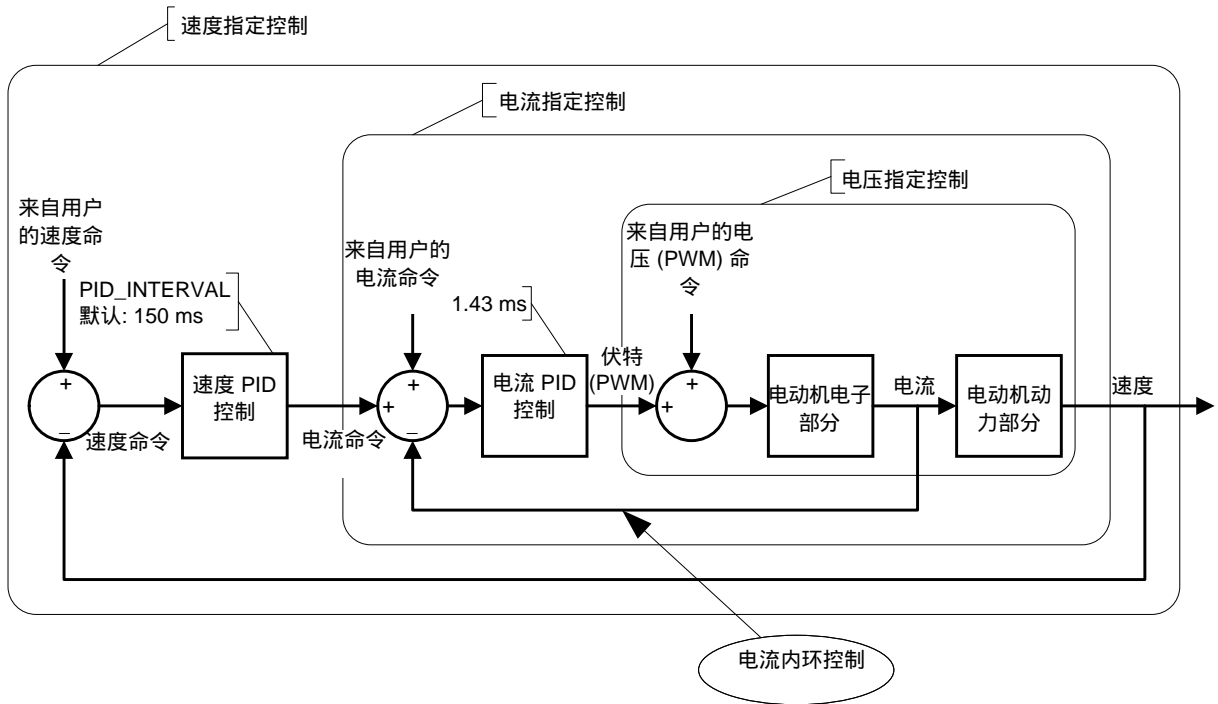 速度指定控制
电流指定控制
电压指定控制
来自用户
的速度命
令
来自用户的
电流命令
来自用户的电
压 (PWM) 命
令
PID_INTERVAL
默认: 150 ms
1.43 ms
+
−
速度命令
速度 PID
控制
电流命令
+
+
−
电流 PID
控制
伏特
(PWM)
+
+
电动机电子
部分
电流
电动机动
力部分
速度
电流内环控制